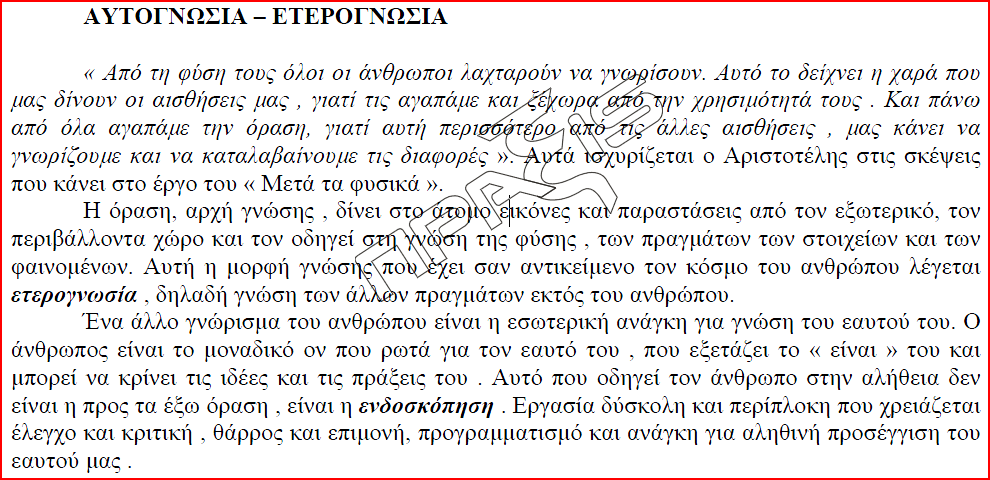 ΑΥΤΟΓΝΩΣΙΑ – ΕΤΕΡΟΓΝΩΣΙΑ
« Από τη φύση τους όλοι οι άνθρωποι λαχταρούν να γνωρίσουν. Αυτό το δείχνει η χαρά που
μας δίνουν οι αισθήσεις μας , γιατί τις αγαπάμε και ξέχωρα από την χρησιμότητά τους . Και πάνω
από όλα αγαπάμε την όραση, γιατί αυτή περισσότερο από τις άλλες αισθήσεις , μας κάνει να
γνωρίζουμε και να καταλαβαίνουμε τις διαφορές ». Αυτά ισχυρίζεται ο Αριστοτέλης στις σκέψεις
που κάνει στο έργο του « Μετά τα φυσικά ».
Η όραση, αρχή γνώσης , δίνει στο άτομο εικόνες και παραστάσεις από τον εξωτερικό, τον
περιβάλλοντα χώρο και τον οδηγεί στη γνώση της φύσης , των πραγμάτων των στοιχείων και των
φαινομένων. Αυτή η μορφή γνώσης που έχει σαν αντικείμενο τον κόσμο του ανθρώπου λέγεται
ετερογνωσία , δηλαδή γνώση των άλλων πραγμάτων εκτός του ανθρώπου.
Ένα άλλο γνώρισμα του ανθρώπου είναι η εσωτερική ανάγκη για γνώση του εαυτού του. Ο
άνθρωπος είναι το μοναδικό ον που ρωτά για τον εαυτό του , που εξετάζει το « είναι » του και
μπορεί να κρίνει τις ιδέες και τις πράξεις του . Αυτό που οδηγεί τον άνθρωπο στην αλήθεια δεν
είναι η προς τα έξω όραση , είναι η ενδοσκόπηση . Εργασία δύσκολη και περίπλοκη που χρειάζεται
έλεγχο και κριτική , θάρρος και επιμονή, προγραμματισμό και ανάγκη για αληθινή προσέγγιση του
εαυτού μας .